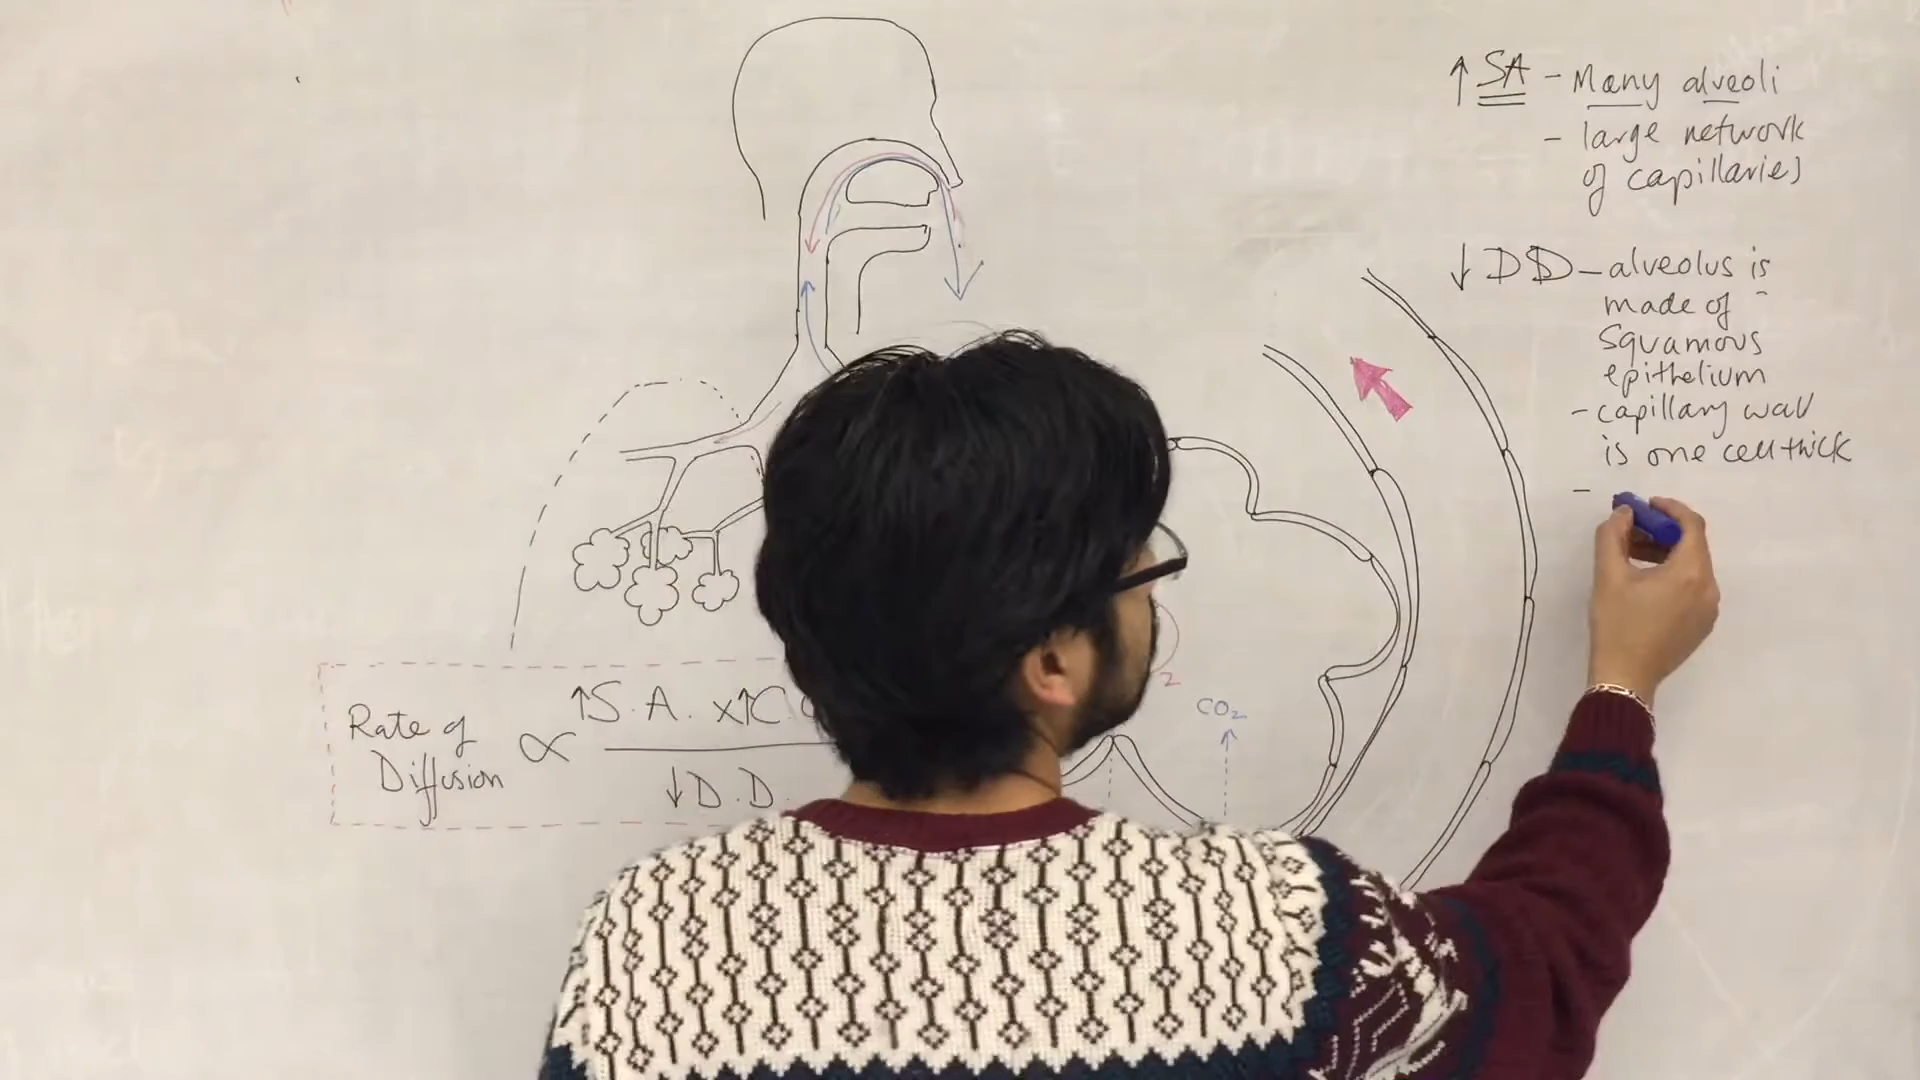 ↑ SA - Many alveoli
- large network
of capillaries
↓ DD - alveolus is
made of
squamous
epithelium
- capillary wall
is one cell thick
-
Rate of
Diffusion ∝
↑S.A. x↑C.
↓D.D.
2
CO₂